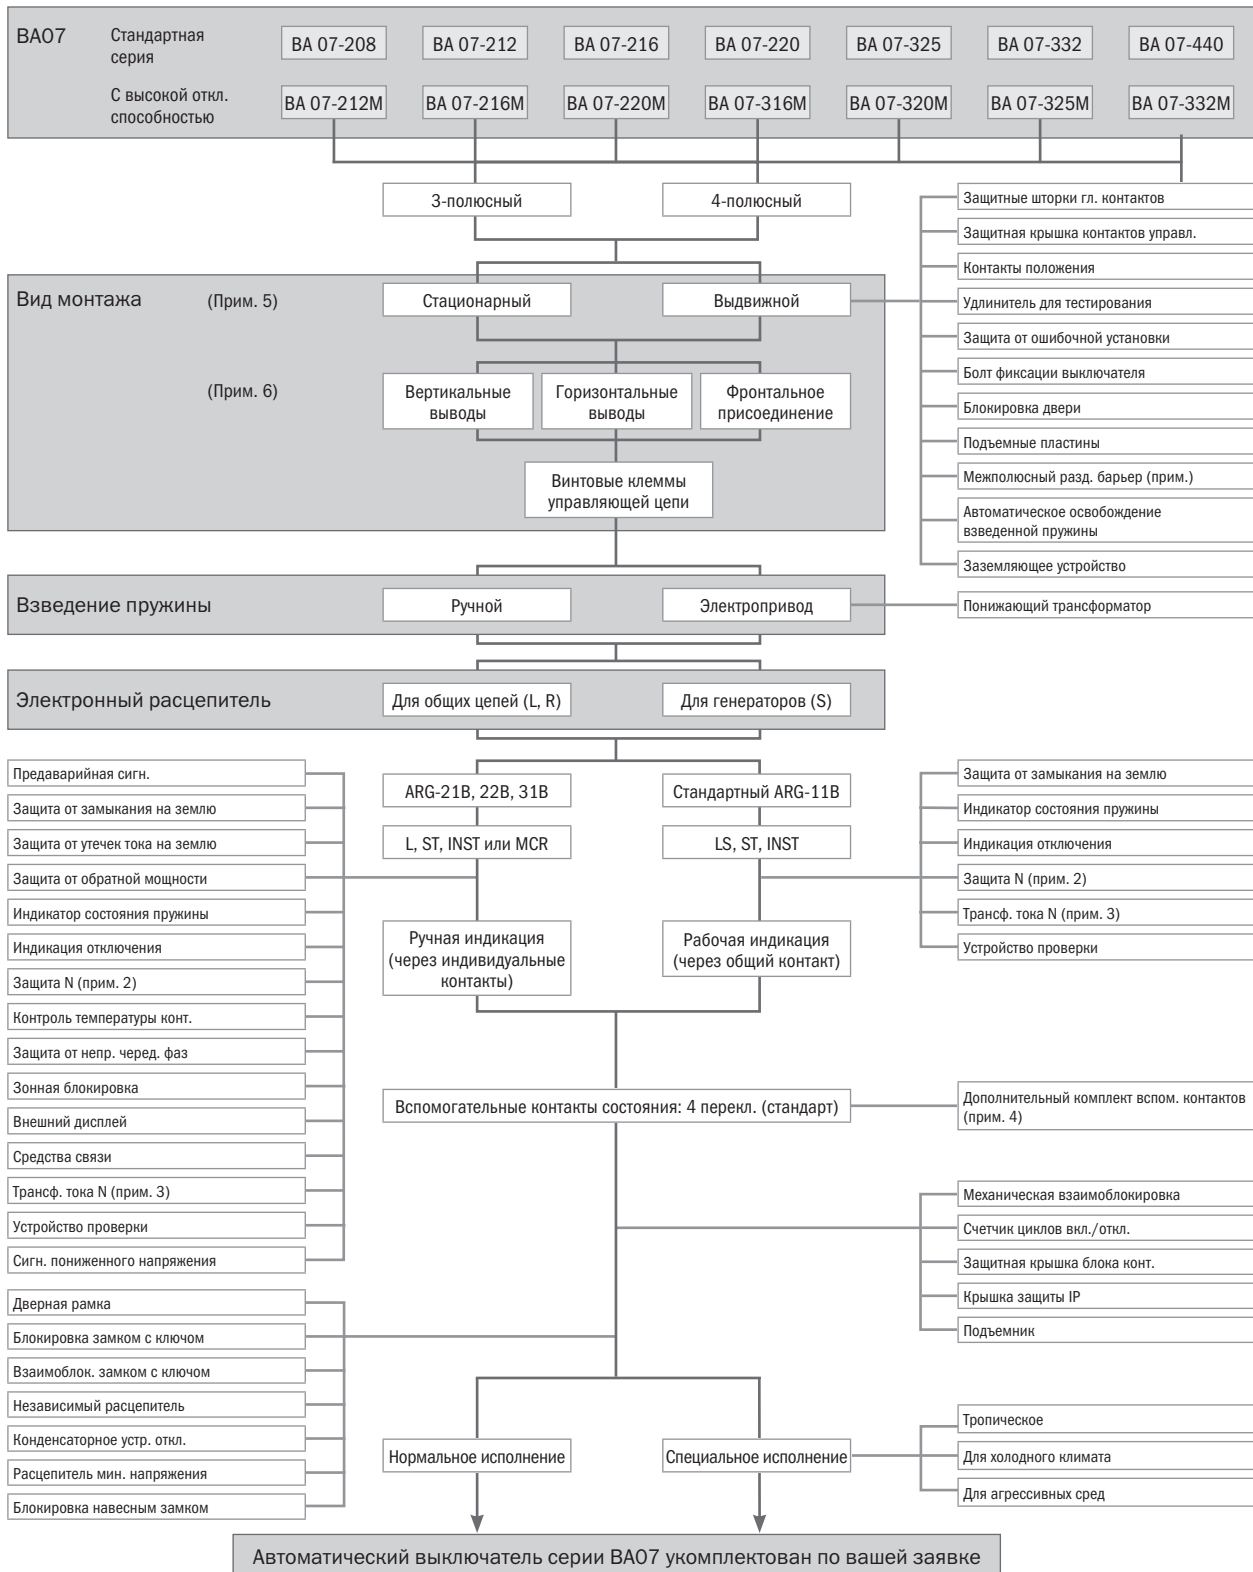 ВА07
Стандартная
серия
ВА 07-208
ВА 07-212
ВА 07-216
ВА 07-220
ВА 07-325
ВА 07-332
ВА 07-440
С высокой откл.
способностью
ВА 07-212М
ВА 07-216М
ВА 07-220М
ВА 07-316М
ВА 07-320М
ВА 07-325М
ВА 07-332М
3-полюсный
4-полюсный
Защитные шторки гл. контактов
Защитная крышка контактов управл.
Контакты положения
Удлинитель для тестирования
Защита от ошибочной установки
Болт фиксации выключателя
Блокировка двери
Подъемные пластины
Межполюсный разд. барьер (прим.)
Автоматическое освобождение
взведенной пружины
Заземляющее устройство
Вид монтажа
(Прим. 5)
Стационарный
Выдвижной
(Прим. 6)
Вертикальные
выводы
Горизонтальные
выводы
Фронтальное
присоединение
Винтовые клеммы
управляющей цепи
Взведение пружины
Ручной
Электропривод
Понижающий трансформатор
Электронный расцепитель
Для общих цепей (L, R)
Для генераторов (S)
Предаварийная сигн.
Защита от замыкания на землю
Защита от утечек тока на землю
Защита от обратной мощности
Индикатор состояния пружины
Индикация отключения
Защита N (прим. 2)
Контроль температуры конт.
Защита от непр. черед. фаз
Зонная блокировка
Внешний дисплей
Средства связи
Трансф. тока N (прим. 3)
Устройство проверки
Сигн. пониженного напряжения
ARG-21B, 22B, 31B
Стандартный ARG-11B
L, ST, INST или MCR
LS, ST, INST
Ручная индикация
(через индивидуальные
контакты)
Рабочая индикация
(через общий контакт)
Защита от замыкания на землю
Индикатор состояния пружины
Индикация отключения
Защита N (прим. 2)
Трансф. тока N (прим. 3)
Устройство проверки
Вспомогательные контакты состояния: 4 перекл. (стандарт)
Дополнительный комплект вспом. контактов
(прим. 4)
Механическая взаимоблокировка
Счетчик циклов вкл./откл.
Защитная крышка блока конт.
Крышка защиты IP
Подъемник
Дверная рамка
Блокировка замком с ключом
Взаимоблок. замком с ключом
Независимый расцепитель
Конденсаторное устр. откл.
Расцепитель мин. напряжения
Блокировка навесным замком
Нормальное исполнение
Специальное исполнение
Тропическое
Для холодного климата
Для агрессивных сред
Автоматический выключатель серии ВА07 укомплектован по вашей заявке